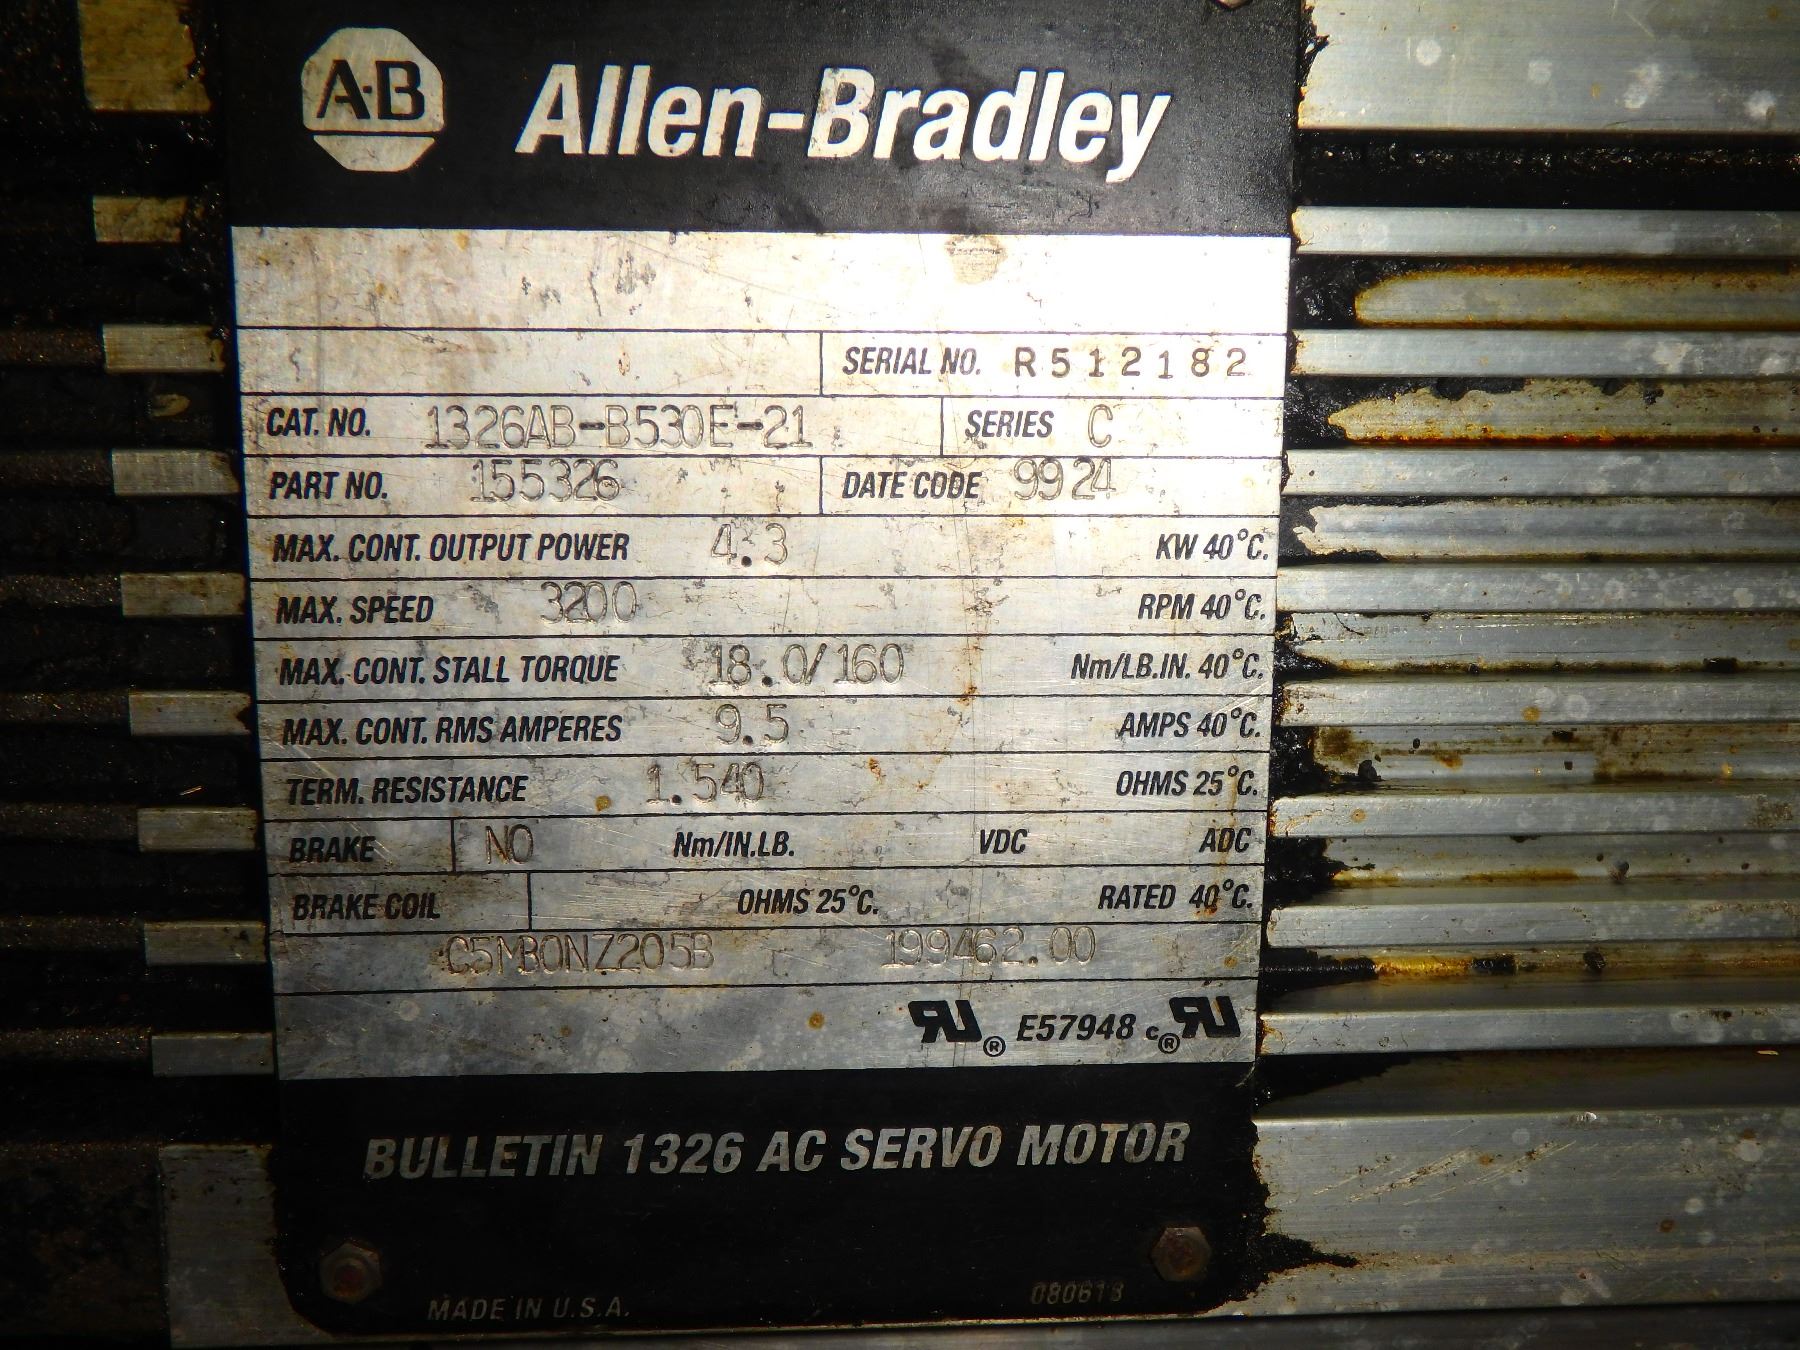 A·B Allen-Bradley
SERIAL NO. R512182
CAT. NO. 1326AB-B530E-21 SERIES C
PART NO. 155326 DATE CODE 9924
MAX. CONT. OUTPUT POWER 4.3 KW 40°C.
MAX. SPEED 3200 RPM 40°C.
MAX. CONT. STALL TORQUE 18.0/160 Nm/LB.IN. 40°C.
MAX. CONT. RMS AMPERES 9.5 AMPS 40°C.
TERM. RESISTANCE 1.540 OHMS 25°C.
BRAKE NO Nm/IN.LB. VDC ADC
BRAKE COIL OHMS 25°C. RATED 40°C.
C5MB0NZ205B 199462.00
RU® E57948 c RU®
BULLETIN 1326 AC SERVO MOTOR
MADE IN U.S.A.